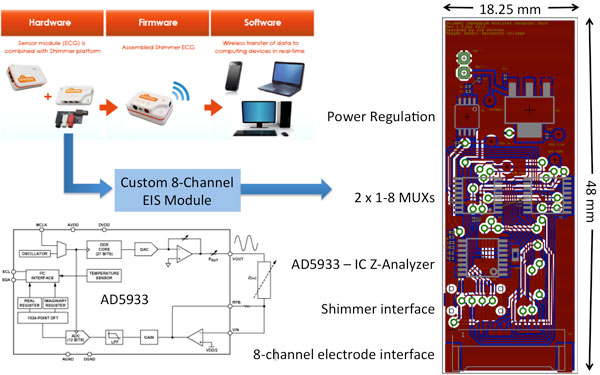 Hardware
Firmware
Software
Sensor module (ECG) is
combined with Shimmer platform
Assembled Shimmer ECG
Wireless transfer of data to
computing devices in real-time
+
Custom 8-Channel
EIS Module
18.25 mm
48 mm
Power Regulation
2 x 1-8 MUXs
AD5933 – IC Z-Analyzer
Shimmer interface
8-channel electrode interface
MCLK
AVDD
DVDD
OSCILLATOR
DDS
CORE
(27 BITS)
DAC
ROUT
VOUT
SCL
SDA
I2C
INTERFACE
TEMPERATURE
SENSOR
Z(ω)
AD5933
REAL
REGISTER
IMAGINARY
REGISTER
RFB
1024-POINT DFT
ADC
(12 BITS)
LPF
GAIN
VIN
VDD/2
AGND
DGND